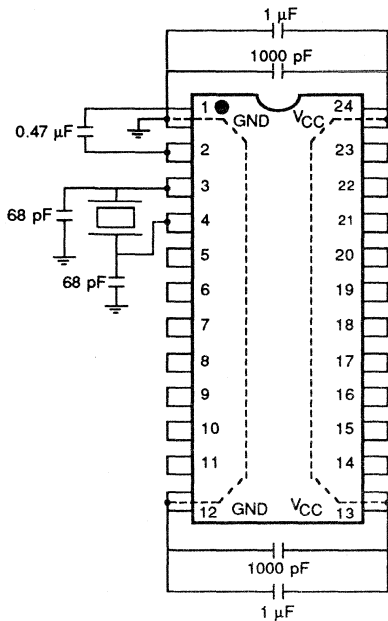 1 μF
1000 pF
1 GND VCC 24
0.47 μF
2 23
3 22
68 pF
4 21
5 20
68 pF
6 19
7 18
8 17
9 16
10 15
11 14
12 GND VCC 13
1000 pF
1 μF